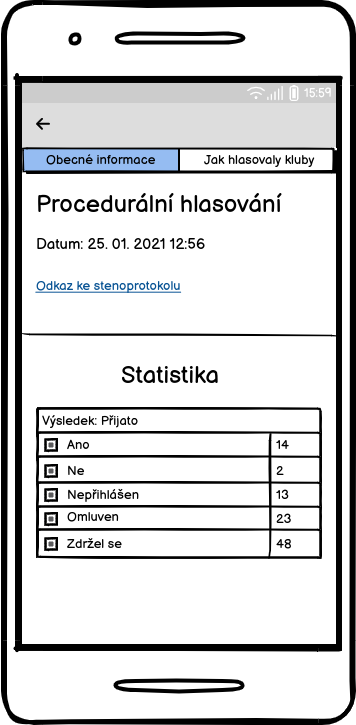 15:59
Obecné informace Jak hlasovaly kluby
Procedurální hlasování
Datum: 25. 01. 2021 12:56
Odkaz ke stenoprotokolu
Statistika
Výsledek: Přijato
Ano 14
Ne 2
Nepřihlášen 13
Omluven 23
Zdržel se 48